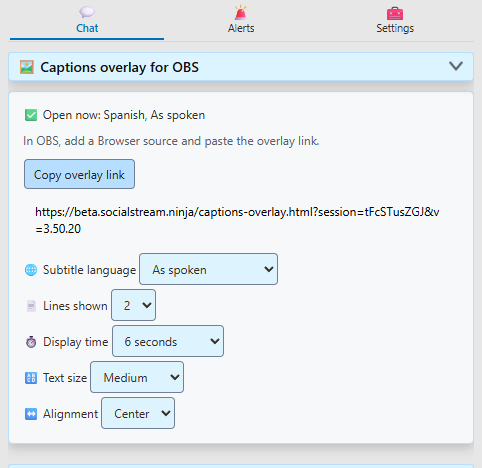 Chat
Alerts
Settings
Captions overlay for OBS
Open now: Spanish, As spoken
In OBS, add a Browser source and paste the overlay link.
Copy overlay link
https://beta.socialstream.ninja/captions-overlay.html?session=tFcSTusZGJ&v
=3.50.20
Subtitle language As spoken
Lines shown 2
Display time 6 seconds
Text size Medium
Alignment Center